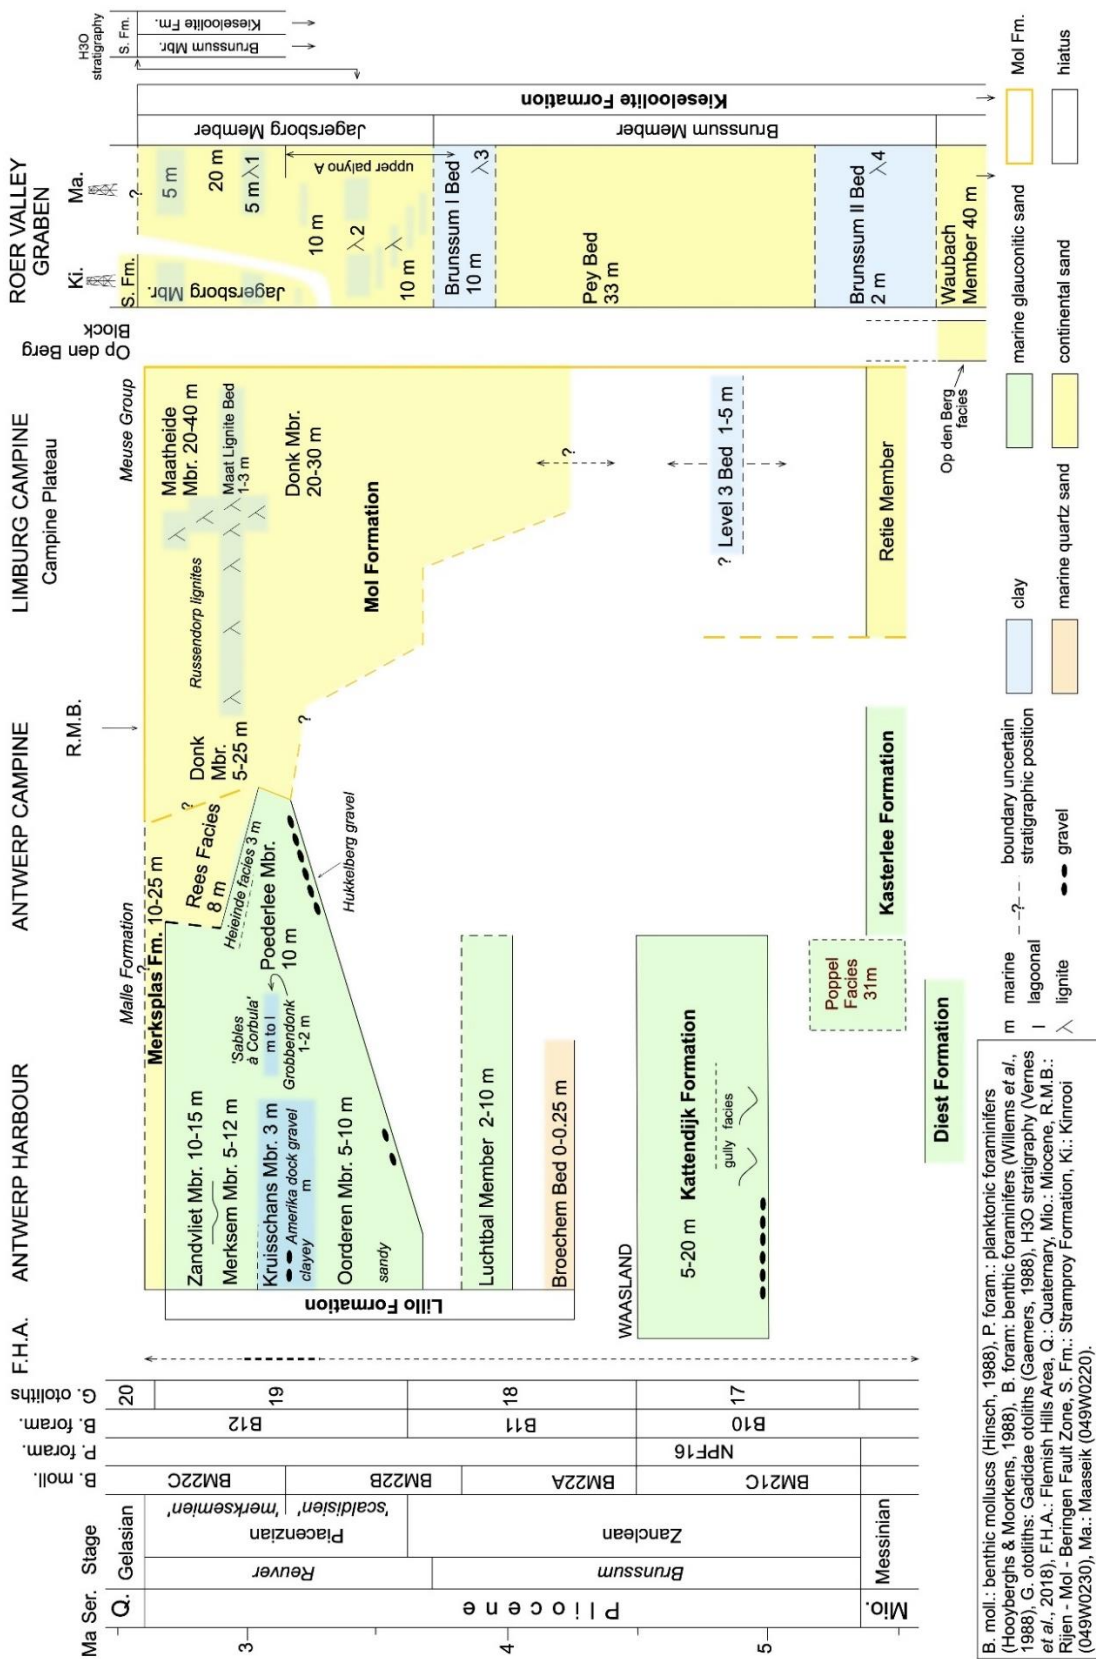 F.H.A.
ANTWERP HARBOUR
ANTWERP CAMPINE
LIMBURG CAMPINE
Campine Plateau
ROER VALLEY
GRABEN
R.M.B.
Op den Berg
Block
Ki.
Ma.
H3O
stratigraphy
S. Fm.
Brunssum Mbr.
Kieseloolite Fm.
Ma
Ser.
Stage
B. moll.
P. foram.
B. foram.
G. otoliths
3
4
5
Q.
Pliocene
Mio.
Reuver
Brunssum
Gelasian
Piacenzian
'merksemien'
'scaldisien'
Zanclean
Messinian
BM22C
BM22B
BM22A
BM21C
NPF16
B12
B11
B10
20
19
18
17
Malle Formation
?
Merksplas Fm. 10-25 m
Lillo Formation
Zandvliet Mbr. 10-15 m
Merksem Mbr. 5-12 m
Kruisschans Mbr. 3 m
Amerika dock gravel
clayey
m
Oorderen Mbr. 5-10 m
sandy
'Sables
à Corbula'
m to l
Grobbendonk
1-2 m
Poederlee Mbr.
10 m
Heieinde facies 3 m
Rees Facies
8 m
?
Hukkelberg gravel
Luchtbal Member 2-10 m
Broechem Bed 0-0.25 m
WAASLAND
5-20 m Kattendijk Formation
gully facies
Poppel
Facies
31m
Diest Formation
Kasterlee Formation
Donk
Mbr.
5-25 m
?
Russendorp lignites
Mol Formation
Meuse Group
Maatheide
Mbr. 20-40 m
Maat Lignite Bed
1-3 m
Donk Mbr.
20-30 m
?
? Level 3 Bed 1-5 m
Retie Member
Op den Berg
facies
S. Fm.
?
Jagersborg Mbr.
5 m
20 m
5 m 1
10 m
2
10 m
upper palyno A
Brunssum I Bed
10 m
3
Pey Bed
33 m
Brunssum II Bed
2 m
4
Waubach
Member 40 m
Jagersborg Member
Brunssum Member
Kieseloolite Formation
m marine
l lagoonal
lignite
-?- boundary uncertain
stratigraphic position
gravel
clay
marine quartz sand
marine glauconitic sand
continental sand
Mol Fm.
hiatus
B. moll.: benthic molluscs (Hinsch, 1988), P. foram.: planktonic foraminifers
(Hooyberghs & Moorkens, 1988), B. foram: benthic foraminifers (Willems et al.,
1988), G. otoliths: Gadidae otoliths (Gaemers, 1988), H3O stratigraphy (Vernes
et al., 2018), F.H.A.: Flemish Hills Area, Q.: Quaternary, Mio.: Miocene, R.M.B.:
Rijen - Mol - Beringen Fault Zone, S. Fm.: Stramproy Formation, Ki.: Kinrooi
(049W0230), Ma.: Maaseik (049W0220).